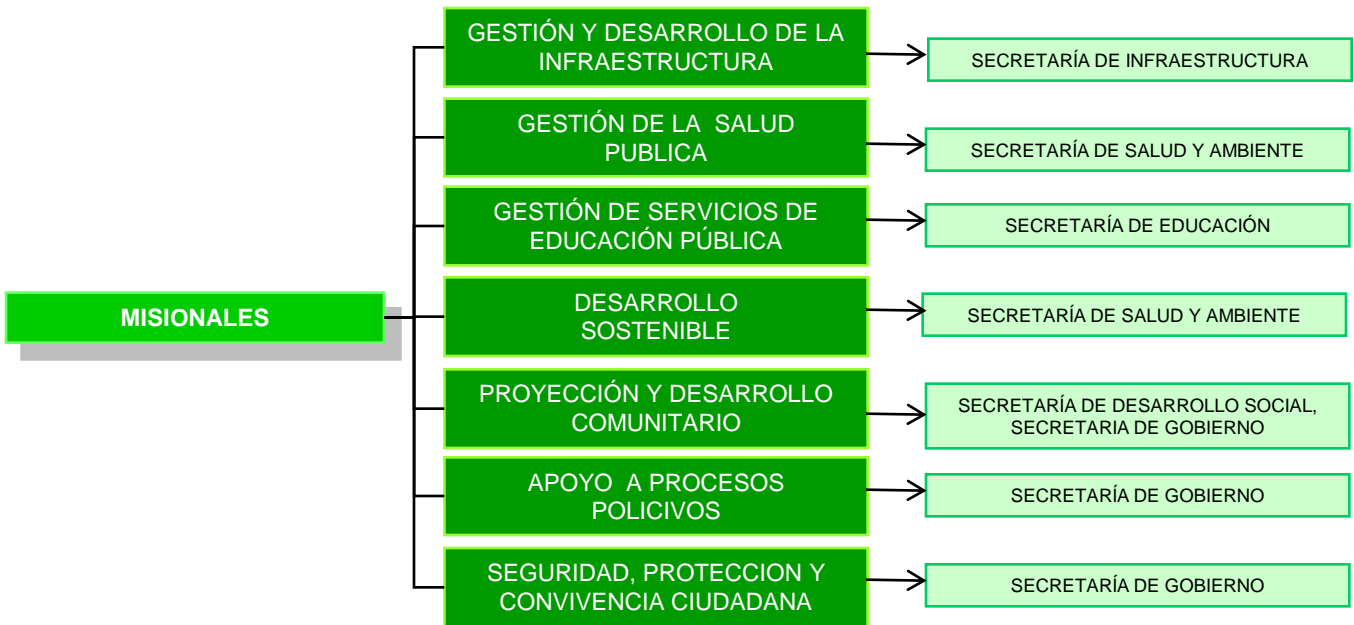 GESTIÓN Y DESARROLLO DE LA
INFRAESTRUCTURA
SECRETARÍA DE INFRAESTRUCTURA
GESTIÓN DE LA SALUD
PUBLICA
SECRETARÍA DE SALUD Y AMBIENTE
GESTIÓN DE SERVICIOS DE
EDUCACIÓN PÚBLICA
SECRETARÍA DE EDUCACIÓN
MISIONALES
DESARROLLO
SOSTENIBLE
SECRETARÍA DE SALUD Y AMBIENTE
PROYECCIÓN Y DESARROLLO
COMUNITARIO
SECRETARÍA DE DESARROLLO SOCIAL,
SECRETARIA DE GOBIERNO
APOYO A PROCESOS
POLICIVOS
SECRETARÍA DE GOBIERNO
SEGURIDAD, PROTECCION Y
CONVIVENCIA CIUDADANA
SECRETARÍA DE GOBIERNO